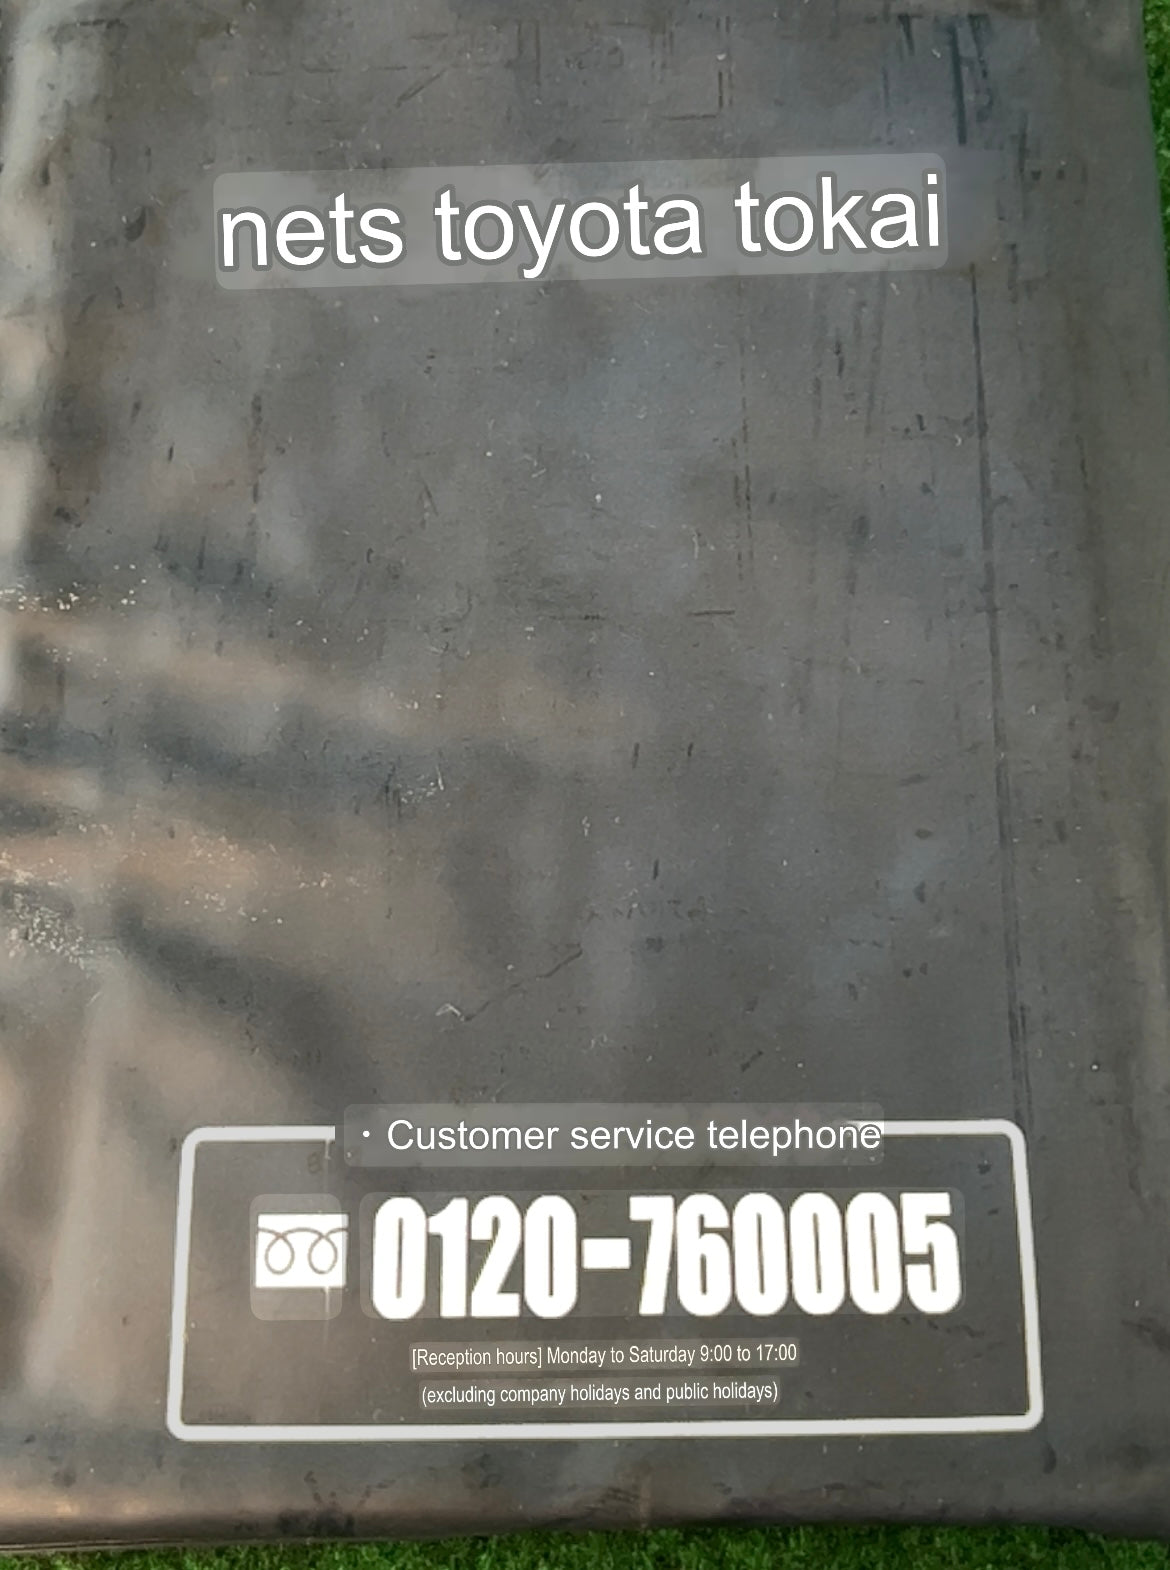 nets toyota tokai
・Customer service telephone
0120-760005
[Reception hours] Monday to Saturday 9:00 to 17:00
(excluding company holidays and public holidays)